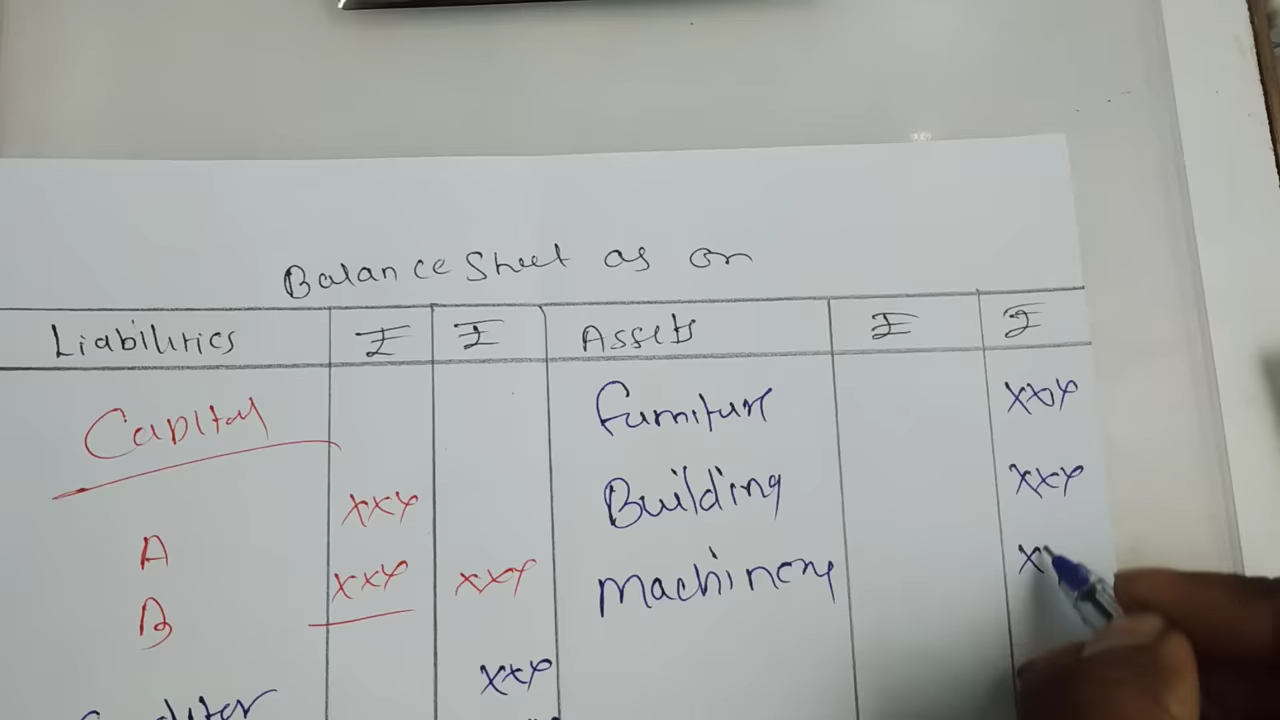 Balance Sheet as on
Liabilities ₹ ₹ Assets ₹ ₹
Capital Furniture xxx
xxx Building xxx
A
xxx xxx Machinery x
B
xxx